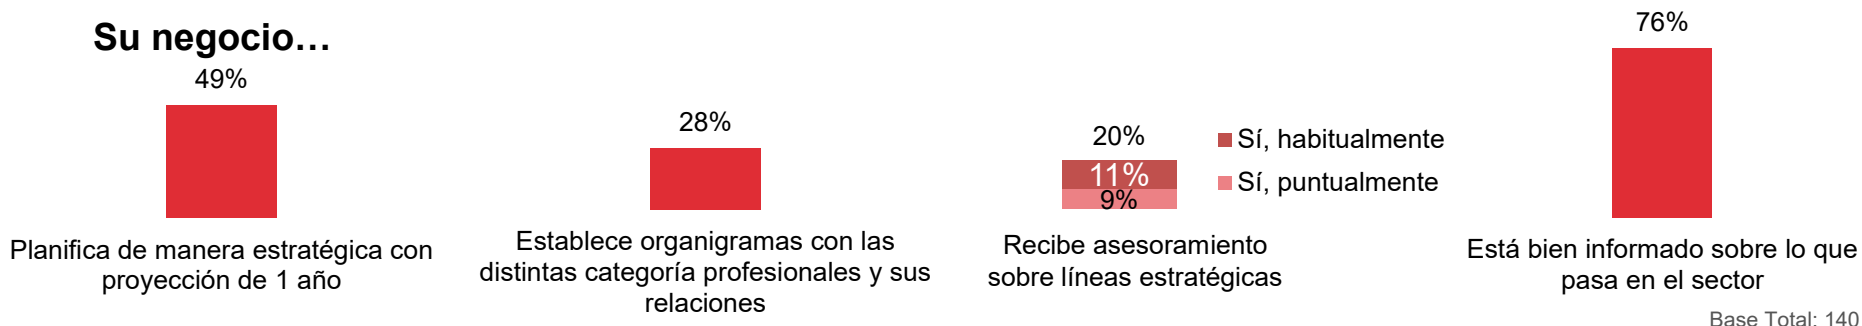 Su negocio…
49%
Planifica de manera estratégica con
proyección de 1 año
28%
Establece organigramas con las
distintas categoría profesionales y sus
relaciones
20%
11%
9%
Sí, habitualmente
Sí, puntualmente
Recibe asesoramiento
sobre líneas estratégicas
76%
Está bien informado sobre lo que
pasa en el sector
Base Total: 140